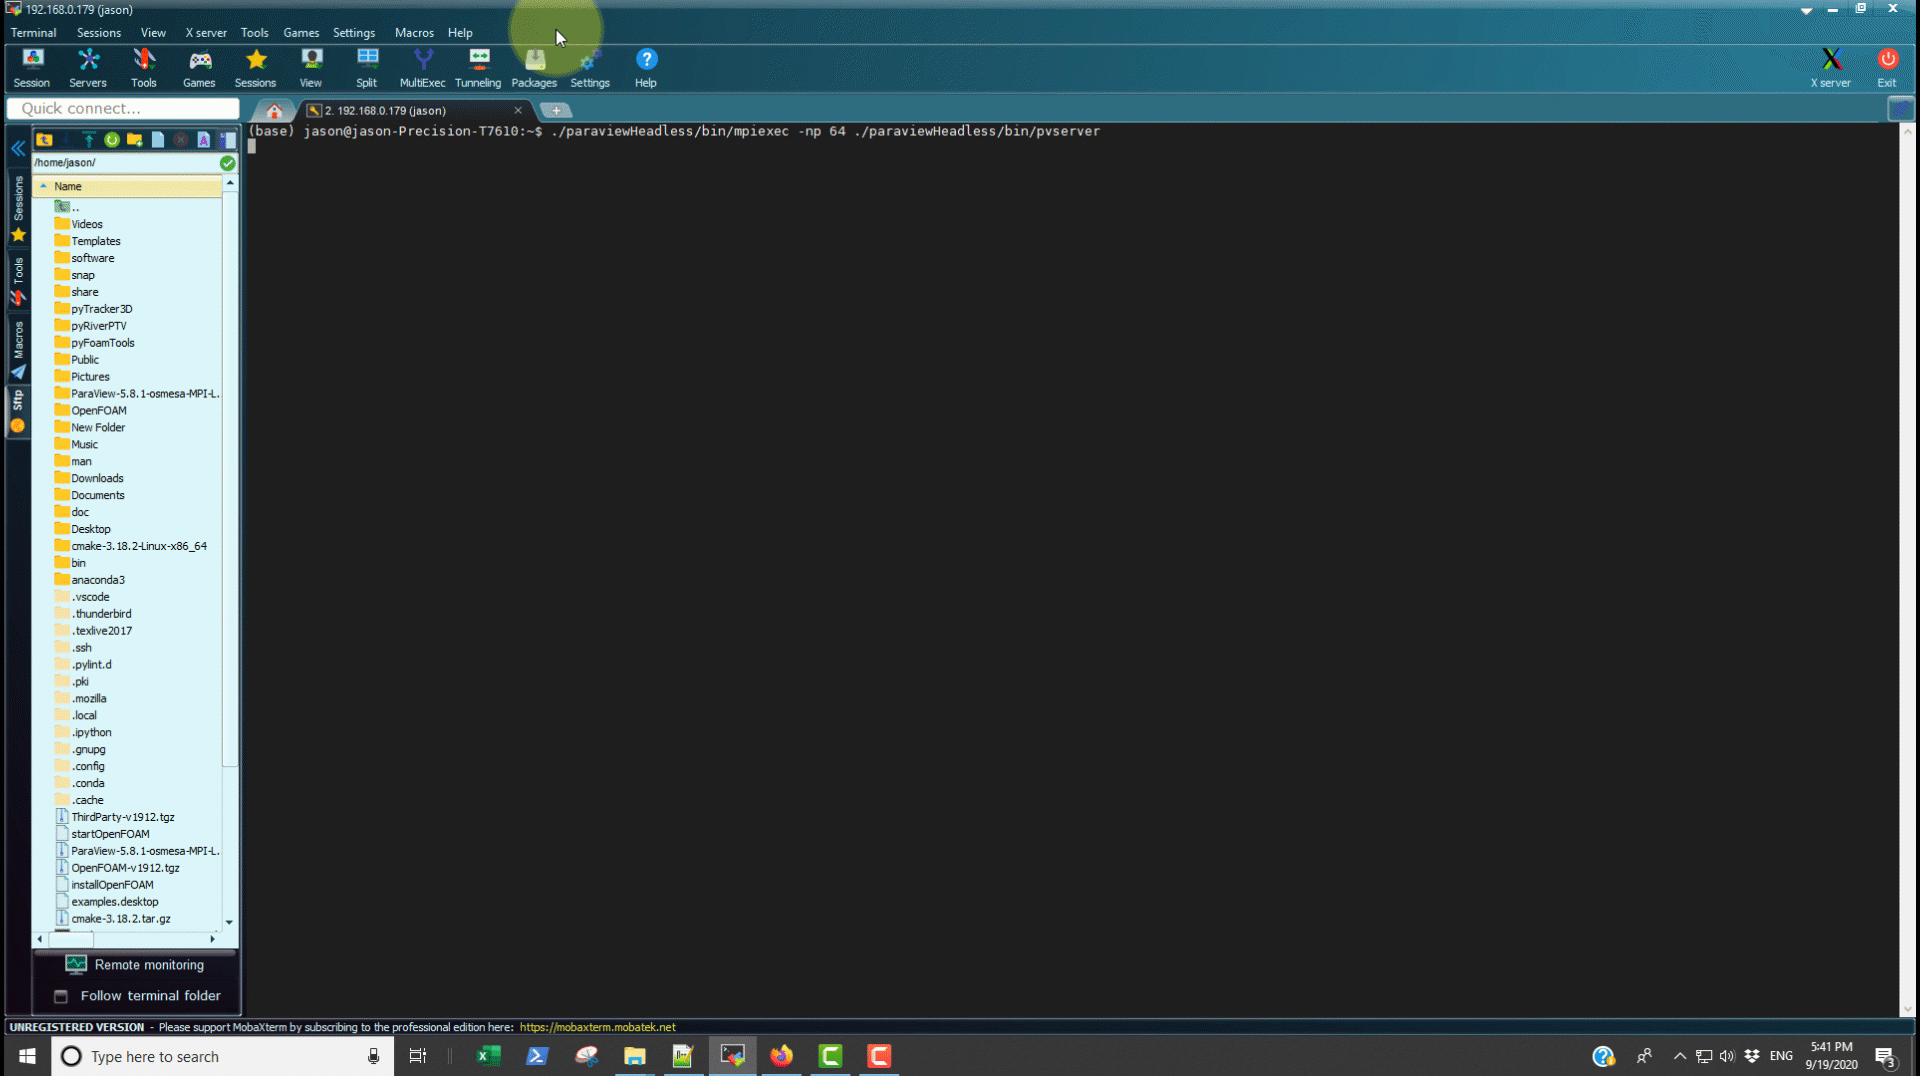 192.168.0.179 (jason)
Terminal Sessions View X server Tools Games Settings Macros Help
Session Servers Tools Games Sessions View Split MultiExec Tunneling Packages Settings Help X server Exit
Quick connect...
2. 192.168.0.179 (jason)
(base) jason@jason-Precision-T7610:~$ ./paraviewHeadless/bin/mpiexec -np 64 ./paraviewHeadless/bin/pvserver
/home/jason/
Sessions
Tools
Macros
Sftp
Name
..
Videos
Templates
software
snap
share
pyTracker3D
pyRiverPTV
pyFoamTools
Public
Pictures
ParaView-5.8.1-osmesa-MPI-L.
OpenFOAM
New Folder
Music
man
Downloads
Documents
doc
Desktop
cmake-3.18.2-Linux-x86_64
bin
anaconda3
.vscode
.thunderbird
.texlive2017
.ssh
.pylint.d
.pki
.mozilla
.local
.ipython
.gnupg
.config
.conda
.cache
ThirdParty-v1912.tgz
startOpenFOAM
ParaView-5.8.1-osmesa-MPI-L.
OpenFOAM-v1912.tgz
installOpenFOAM
examples.desktop
cmake-3.18.2.tar.gz
Remote monitoring
Follow terminal folder
UNREGISTERED VERSION - Please support MobaXterm by subscribing to the professional edition here: https://mobaxterm.mobatek.net
Type here to search
ENG
5:41 PM
9/19/2020
3